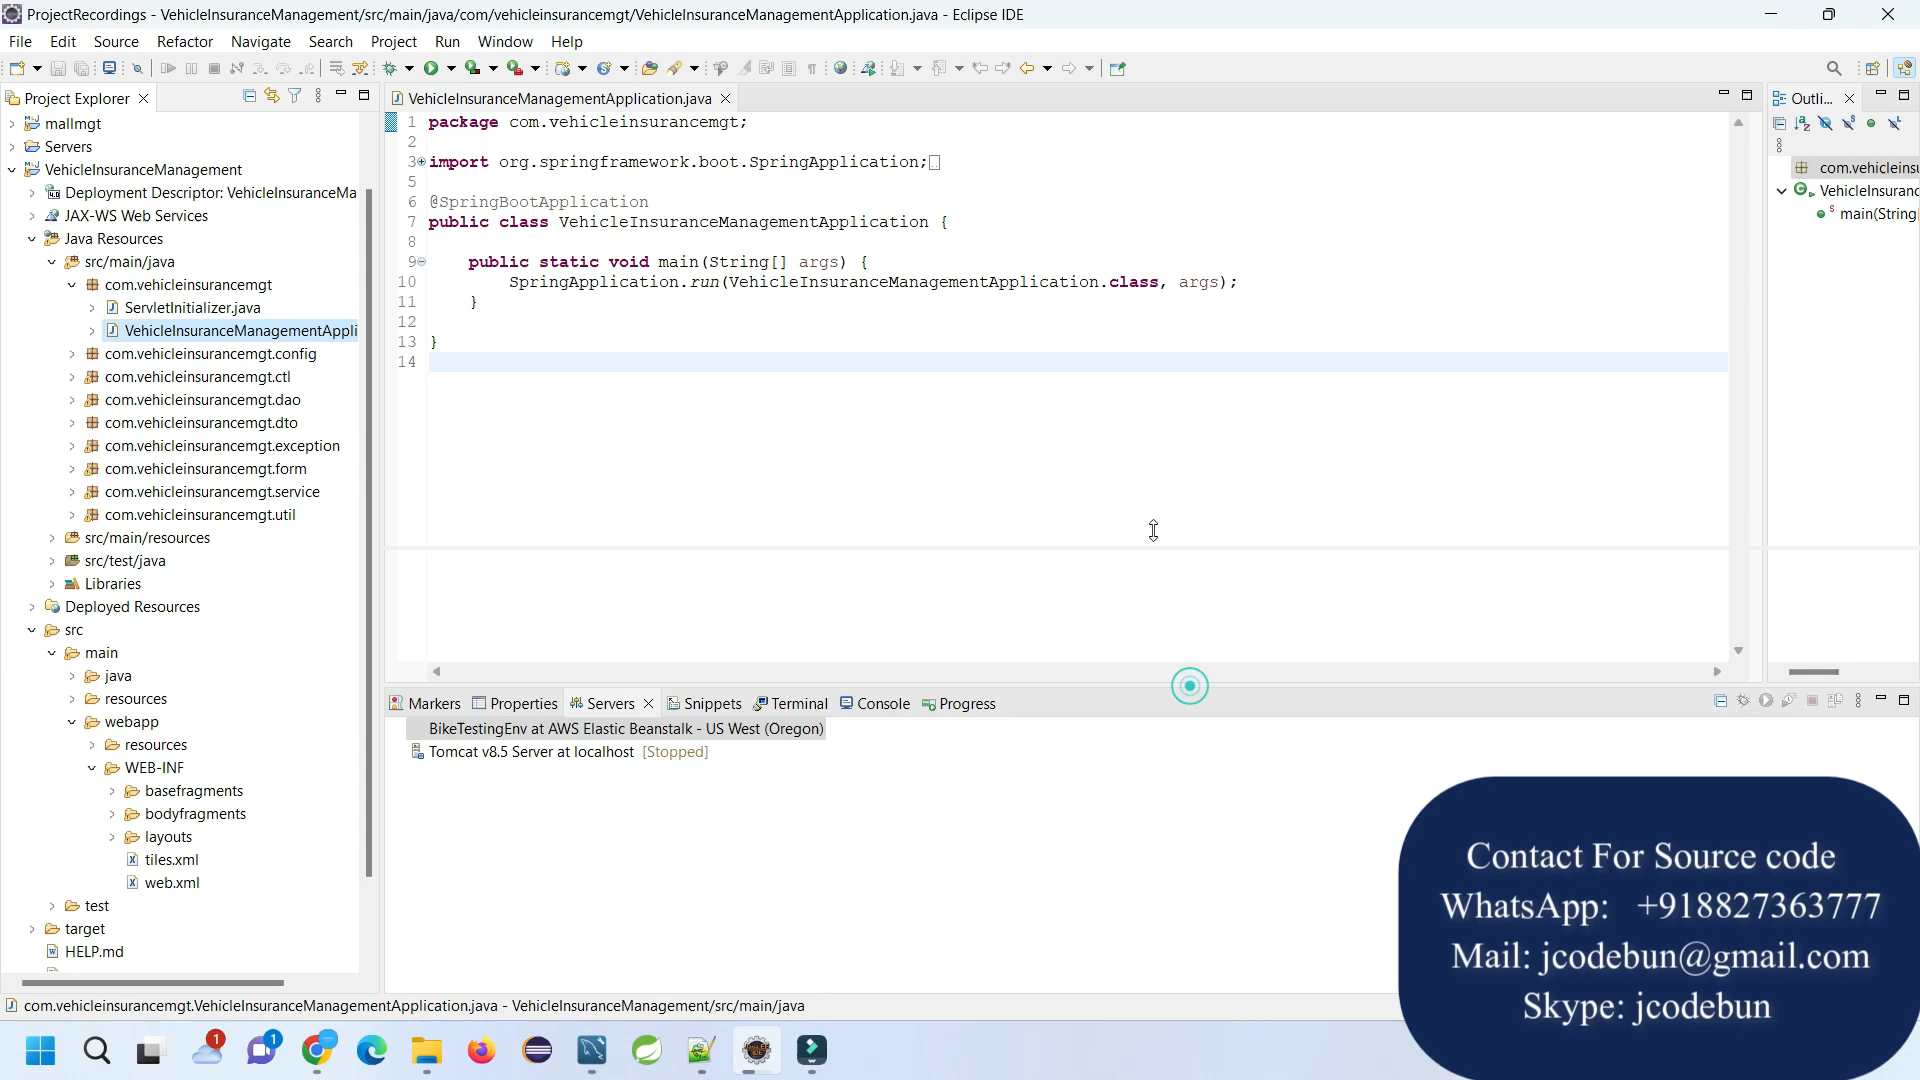 ProjectRecordings - VehicleInsuranceManagement/src/main/java/com/vehicleinsurancemgt/VehicleInsuranceManagementApplication.java - Eclipse IDE
File Edit Source Refactor Navigate Search Project Run Window Help
Project Explorer
mallmgt
Servers
VehicleInsuranceManagement
Deployment Descriptor: VehicleInsuranceMa
JAX-WS Web Services
Java Resources
src/main/java
com.vehicleinsurancemgt
ServletInitializer.java
VehicleInsuranceManagementAppli
com.vehicleinsurancemgt.config
com.vehicleinsurancemgt.ctl
com.vehicleinsurancemgt.dao
com.vehicleinsurancemgt.dto
com.vehicleinsurancemgt.exception
com.vehicleinsurancemgt.form
com.vehicleinsurancemgt.service
com.vehicleinsurancemgt.util
src/main/resources
src/test/java
Libraries
Deployed Resources
src
main
java
resources
webapp
resources
WEB-INF
basefragments
bodyfragments
layouts
tiles.xml
web.xml
test
target
HELP.md
VehicleInsuranceManagementApplication.java
1 package com.vehicleinsurancemgt;
2
3 import org.springframework.boot.SpringApplication;
5
6 @SpringBootApplication
7 public class VehicleInsuranceManagementApplication {
8
9 public static void main(String[] args) {
10 SpringApplication.run(VehicleInsuranceManagementApplication.class, args);
11 }
12
13 }
14
Outli...
com.vehicleins
VehicleInsuranc
main(String
Markers Properties Servers Snippets Terminal Console Progress
BikeTestingEnv at AWS Elastic Beanstalk - US West (Oregon)
Tomcat v8.5 Server at localhost [Stopped]
Contact For Source code
WhatsApp: +918827363777
Mail: jcodebun@gmail.com
Skype: jcodebun
com.vehicleinsurancemgt.VehicleInsuranceManagementApplication.java - VehicleInsuranceManagement/src/main/java
1 1